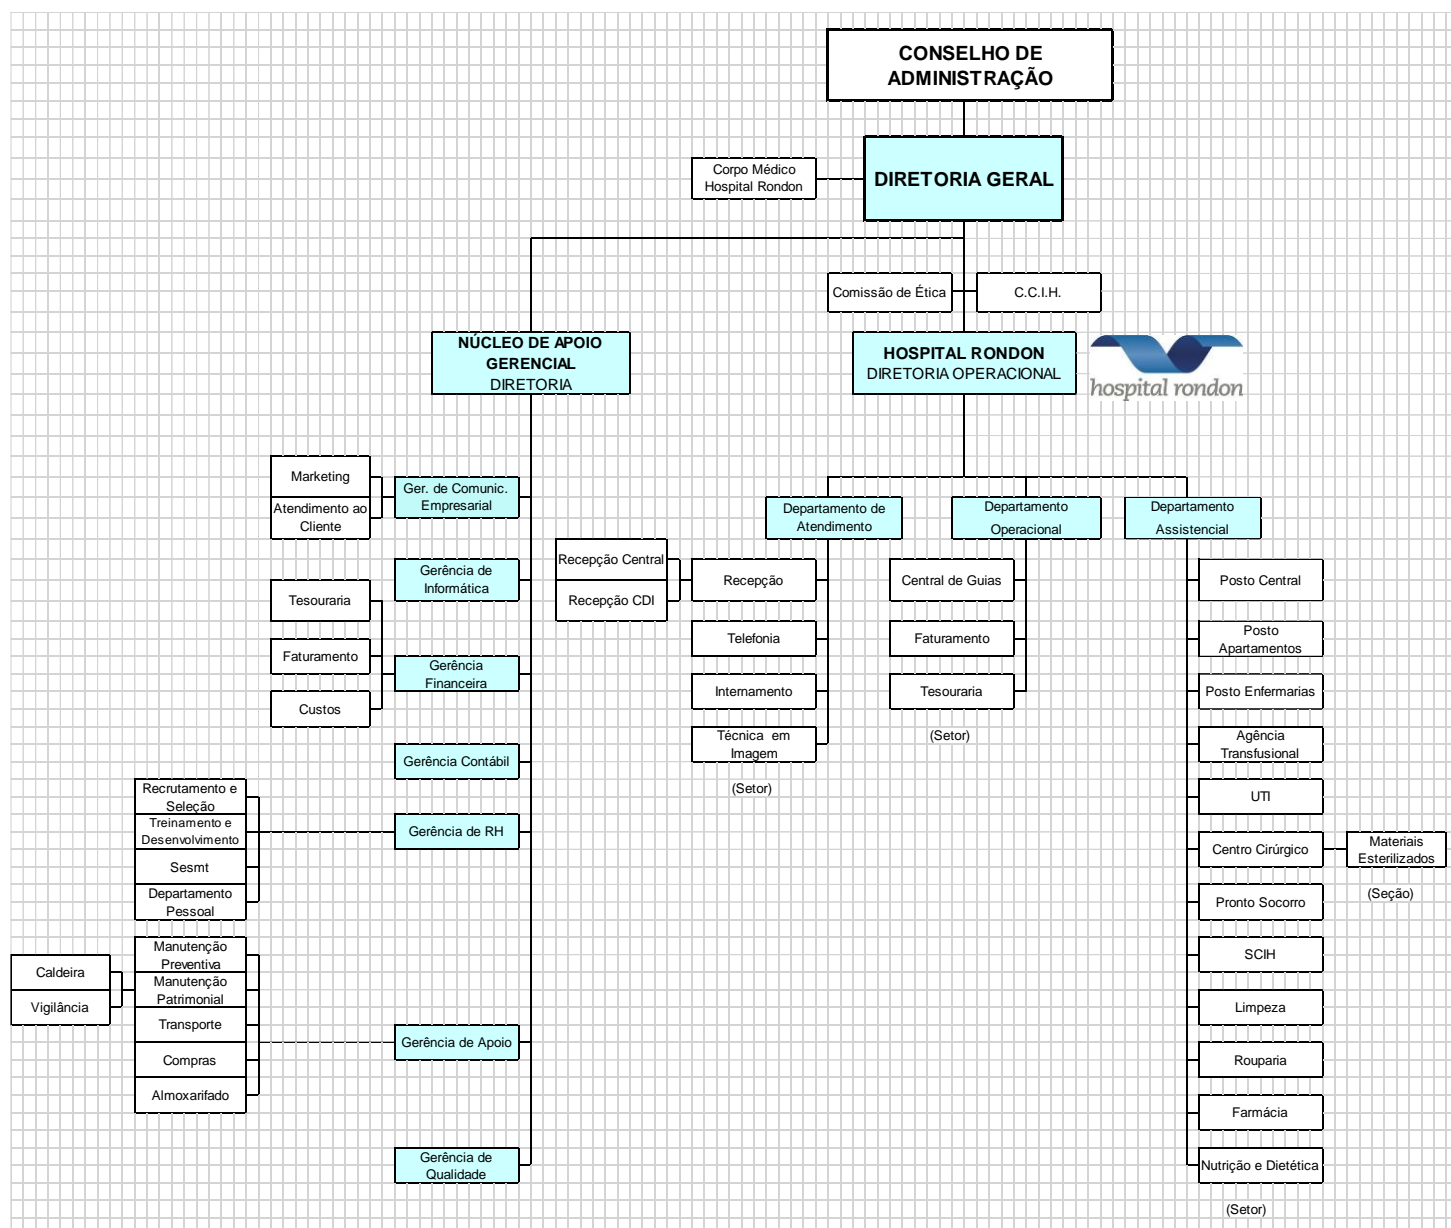 CONSELHO DE
ADMINISTRAÇÃO
Corpo Médico
Hospital Rondon
DIRETORIA GERAL
Comissão de Ética
C.C.I.H.
NÚCLEO DE APOIO
GERENCIAL
DIRETORIA
HOSPITAL RONDON
DIRETORIA OPERACIONAL
hospital rondon
Marketing
Atendimento ao
Cliente
Ger. de Comunic.
Empresarial
Gerência de
Informática
Tesouraria
Faturamento
Custos
Gerência
Financeira
Gerência Contábil
Recrutamento e
Seleção
Treinamento e
Desenvolvimento
Sesmt
Departamento
Pessoal
Gerência de RH
Caldeira
Vigilância
Manutenção
Preventiva
Manutenção
Patrimonial
Transporte
Compras
Almoxarifado
Gerência de Apoio
Gerência de
Qualidade
Departamento de
Atendimento
Recepção Central
Recepção CDI
Recepção
Telefonia
Internamento
Técnica em
Imagem
(Setor)
Departamento
Operacional
Central de Guias
Faturamento
Tesouraria
(Setor)
Departamento
Assistencial
Posto Central
Posto
Apartamentos
Posto Enfermarias
Agência
Transfusional
UTI
Centro Cirúrgico
Materiais
Esterilizados
(Seção)
Pronto Socorro
SCIH
Limpeza
Rouparia
Farmácia
Nutrição e Dietética
(Setor)